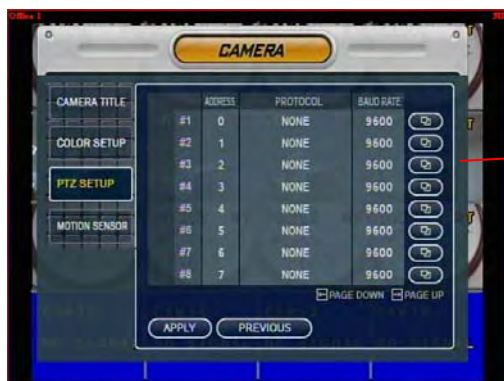 Office 1
CAMERA
CAMERA TITLE
COLOR SETUP
PTZ SETUP
MOTION SENSOR
ADDRESS PROTOCOL BAUD RATE
#1 0 NONE 9600
#2 1 NONE 9600
#3 2 NONE 9600
#4 3 NONE 9600
#5 4 NONE 9600
#6 5 NONE 9600
#7 6 NONE 9600
#8 7 NONE 9600
PAGE DOWN PAGE UP
APPLY PREVIOUS